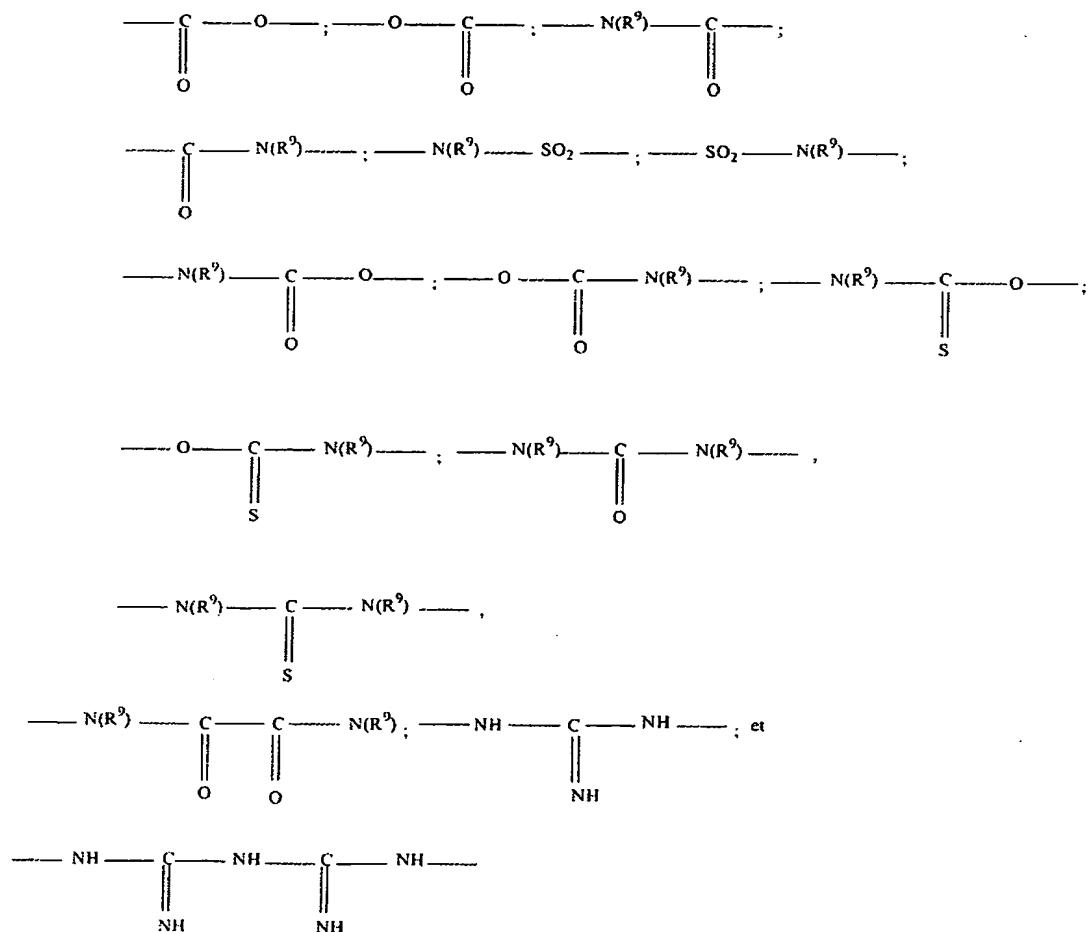 — C — O — ; — O — C — ; — N(R⁹) — C — ;
O O O
— C — N(R⁹) — ; — N(R⁹) — SO₂ — ; — SO₂ — N(R⁹) — ;
O
— N(R⁹) — C — O — ; — O — C — N(R⁹) — ; — N(R⁹) — C — O — ;
O O S
— O — C — N(R⁹) — ; — N(R⁹) — C — N(R⁹) — ,
S O
— N(R⁹) — C — N(R⁹) — ,
S
— N(R⁹) — C — C — N(R⁹) ; — NH — C — NH — ; et
O O NH
— NH — C — NH — C — NH —
NH NH